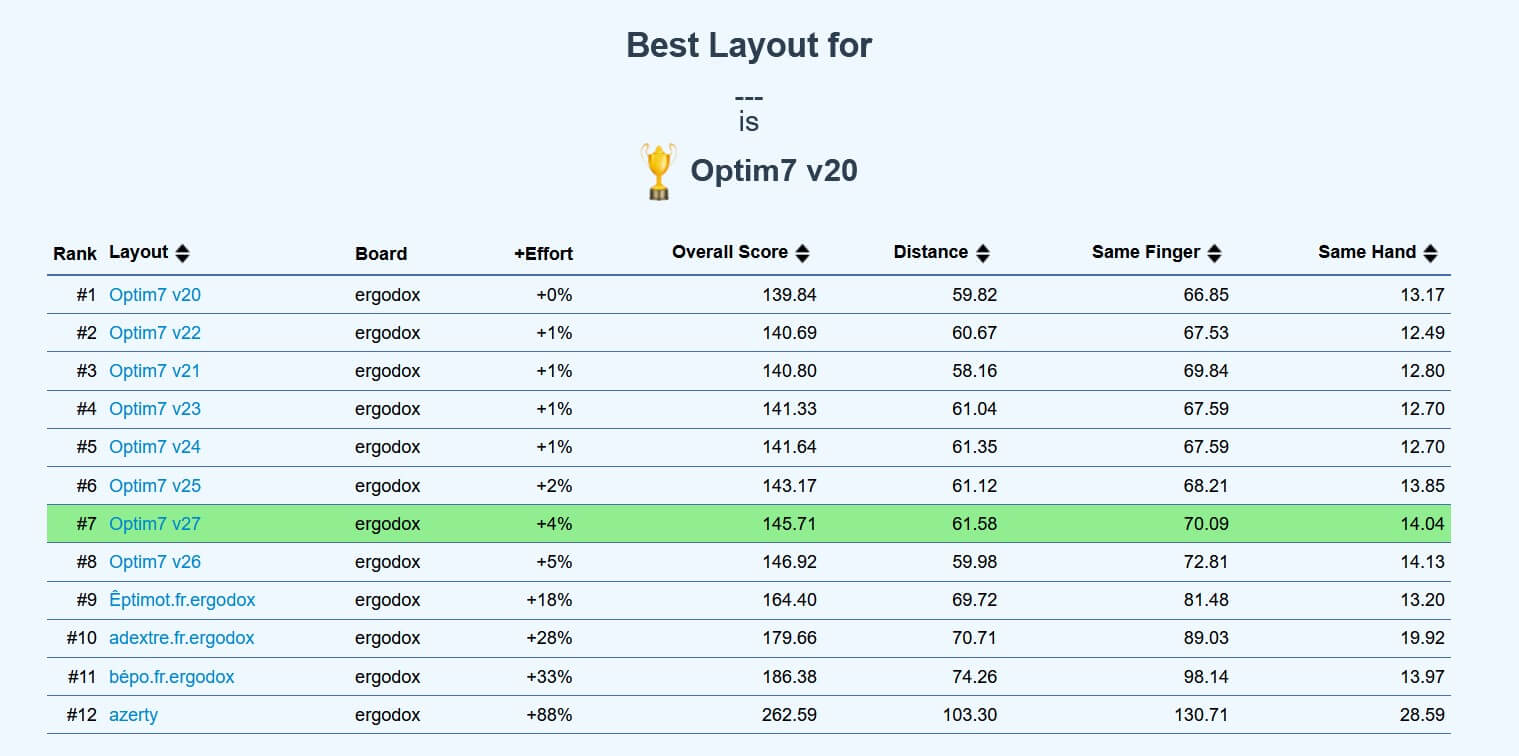 Best Layout for
---
is
Optim7 v20
Rank Layout Board +Effort Overall Score Distance Same Finger Same Hand
#1 Optim7 v20 ergodox +0% 139.84 59.82 66.85 13.17
#2 Optim7 v22 ergodox +1% 140.69 60.67 67.53 12.49
#3 Optim7 v21 ergodox +1% 140.80 58.16 69.84 12.80
#4 Optim7 v23 ergodox +1% 141.33 61.04 67.59 12.70
#5 Optim7 v24 ergodox +1% 141.64 61.35 67.59 12.70
#6 Optim7 v25 ergodox +2% 143.17 61.12 68.21 13.85
#7 Optim7 v27 ergodox +4% 145.71 61.58 70.09 14.04
#8 Optim7 v26 ergodox +5% 146.92 59.98 72.81 14.13
#9 Êptimot.fr.ergodox ergodox +18% 164.40 69.72 81.48 13.20
#10 adextre.fr.ergodox ergodox +28% 179.66 70.71 89.03 19.92
#11 bépo.fr.ergodox ergodox +33% 186.38 74.26 98.14 13.97
#12 azerty ergodox +88% 262.59 103.30 130.71 28.59